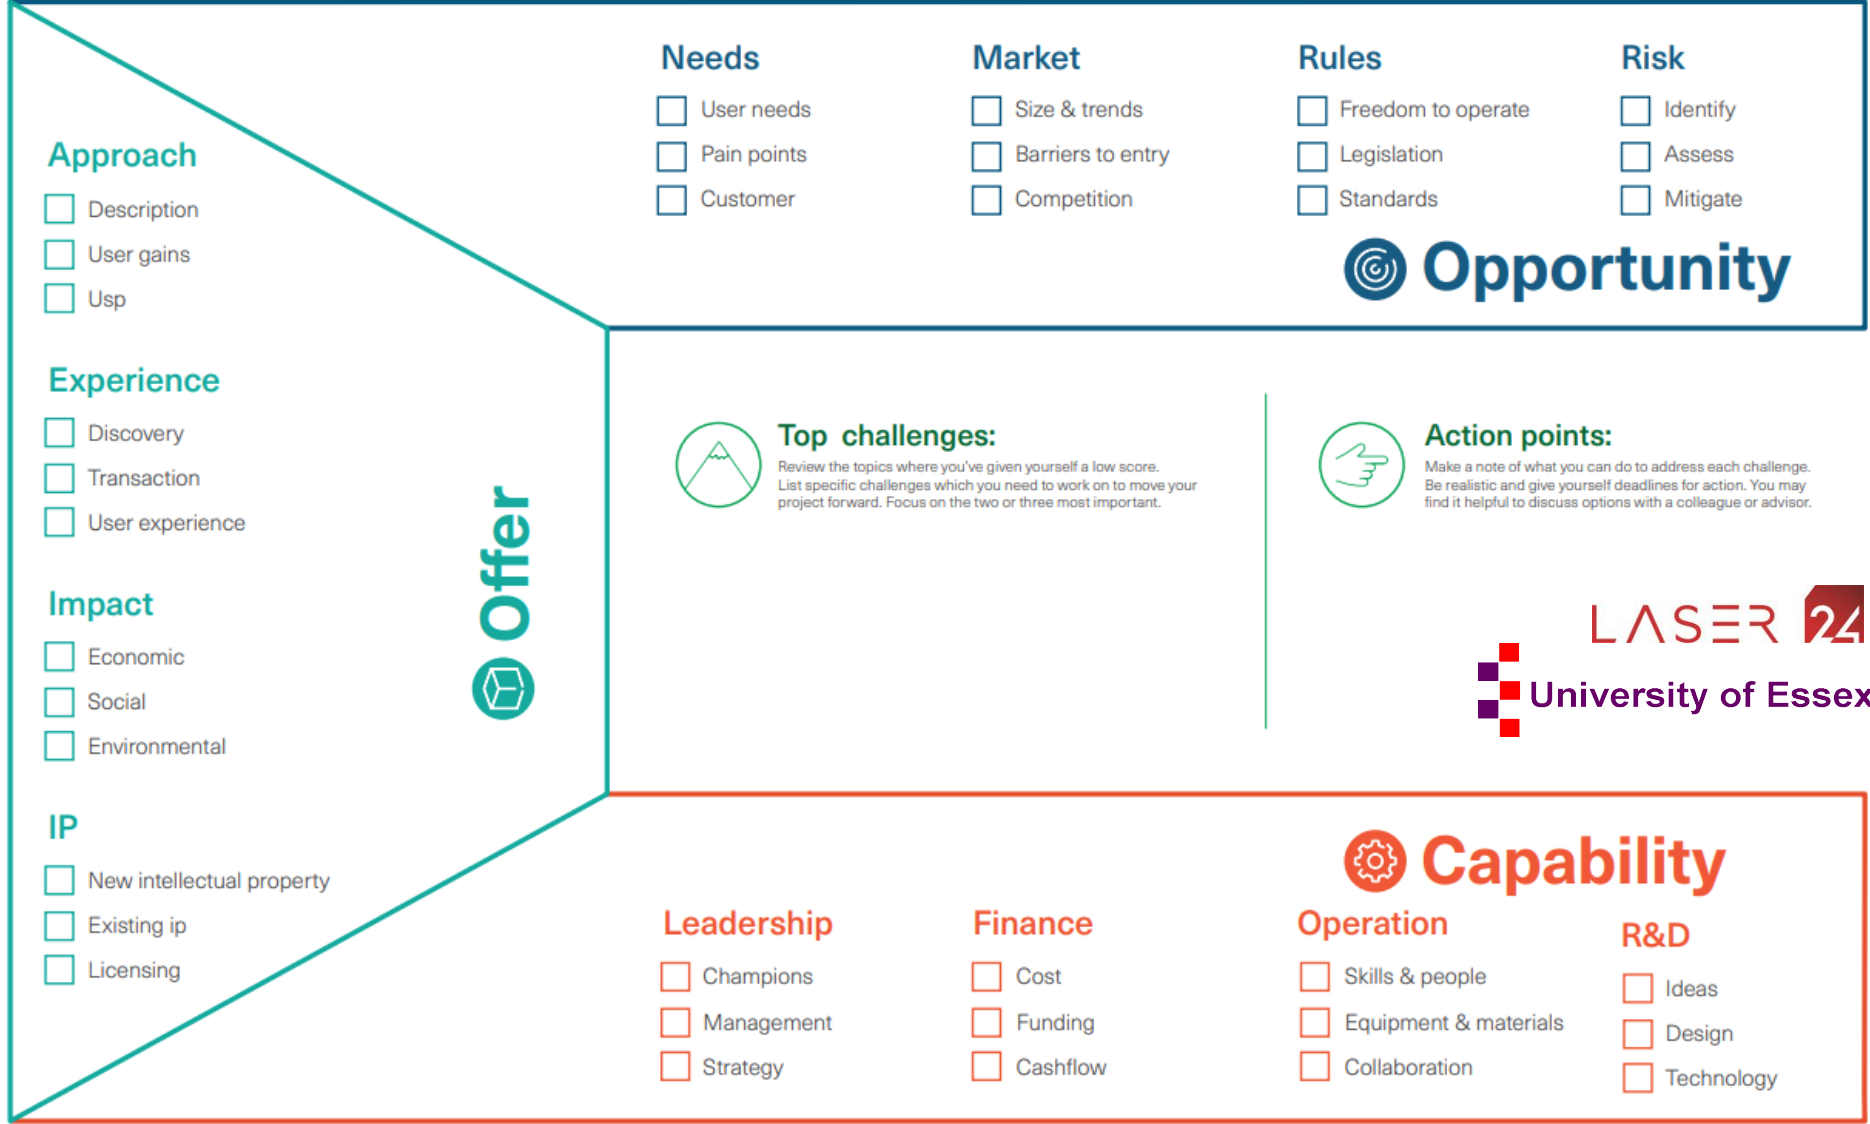 Needs
User needs
Pain points
Customer
Market
Size & trends
Barriers to entry
Competition
Rules
Freedom to operate
Legislation
Standards
Risk
Identify
Assess
Mitigate
Opportunity
Approach
Description
User gains
Usp
Experience
Discovery
Transaction
User experience
Impact
Economic
Social
Environmental
IP
New intellectual property
Existing ip
Licensing
Offer
Top challenges:
Review the topics where you've given yourself a low score.
List specific challenges which you need to work on to move your
project forward. Focus on the two or three most important.
Action points:
Make a note of what you can do to address each challenge.
Be realistic and give yourself deadlines for action. You may
find it helpful to discuss options with a colleague or advisor.
LASER 24
University of Essex
Capability
Leadership
Champions
Management
Strategy
Finance
Cost
Funding
Cashflow
Operation
Skills & people
Equipment & materials
Collaboration
R&D
Ideas
Design
Technology